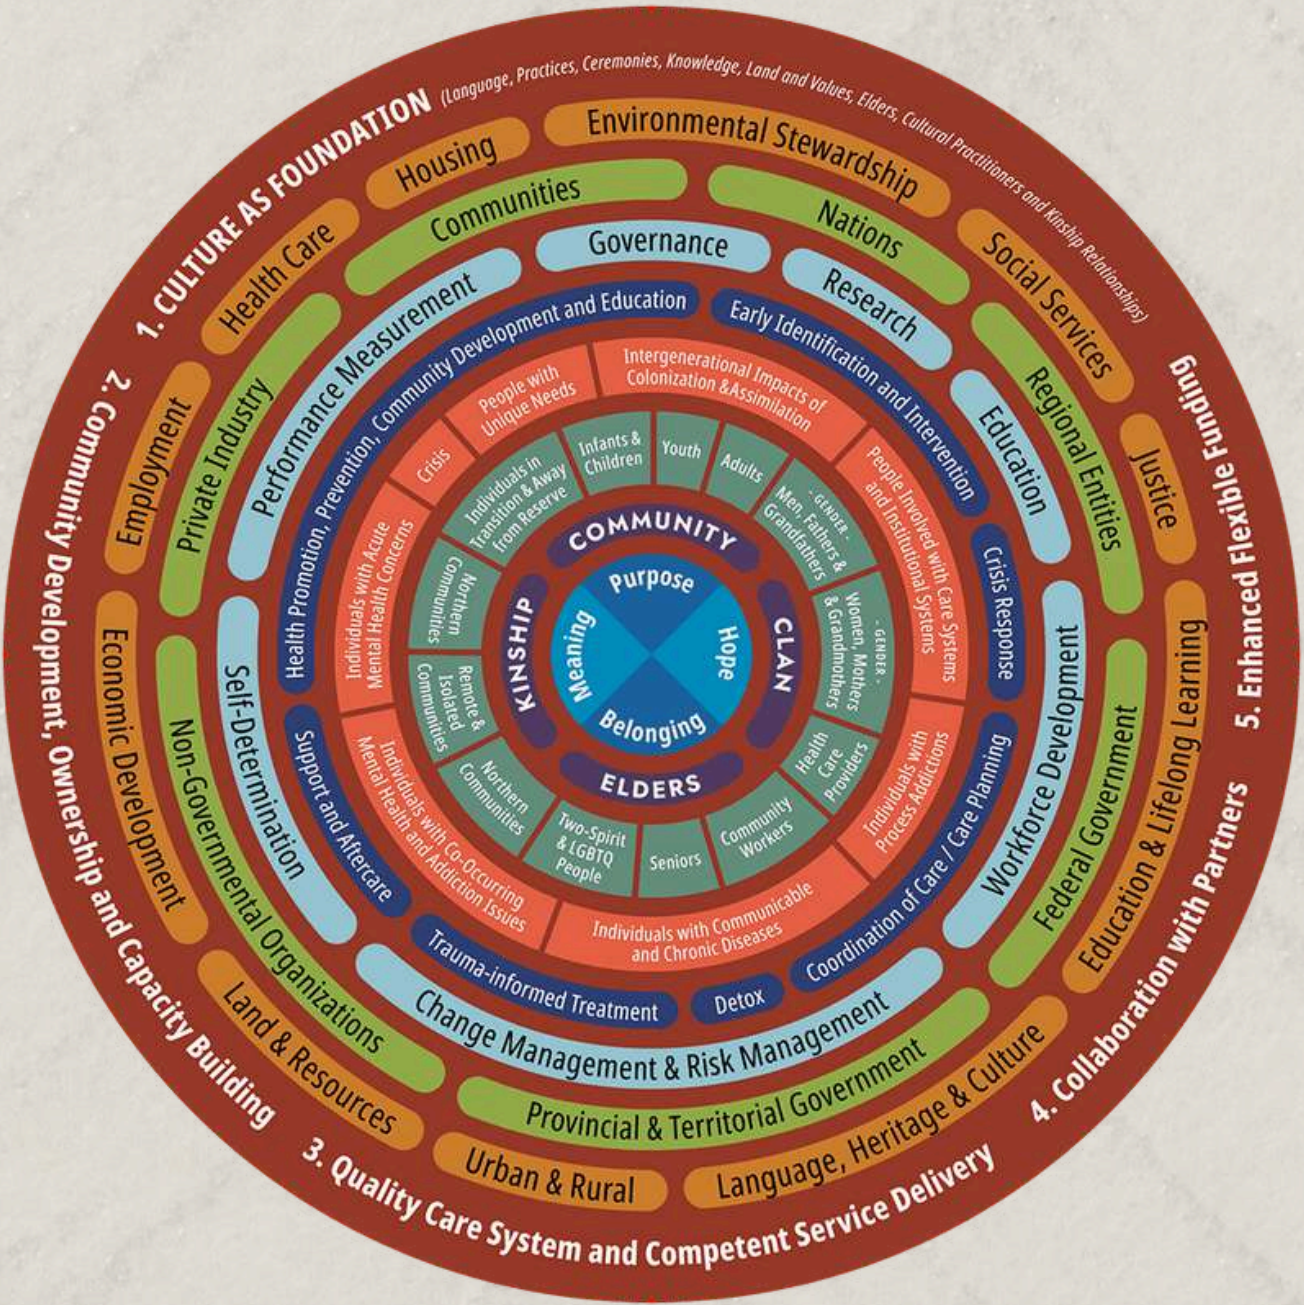 1. CULTURE AS FOUNDATION (Language, Practices, Ceremonies, Knowledge, Land and Values, Elders, Cultural Practitioners and Kinship Relationships)
2. Community Development, Ownership and Capacity Building
3. Quality Care System and Competent Service Delivery
4. Collaboration with Partners
5. Enhanced Flexible Funding
Housing
Environmental Stewardship
Social Services
Justice
Education & Lifelong Learning
Language, Heritage & Culture
Urban & Rural
Land & Resources
Economic Development
Employment
Health Care
Communities
Nations
Regional Entities
Federal Government
Provincial & Territorial Government
Non-Governmental Organizations
Private Industry
Governance
Research
Education
Workforce Development
Change Management & Risk Management
Self-Determination
Performance Measurement
Health Promotion, Prevention, Community Development and Education
Early Identification and Intervention
Crisis Response
Coordination of Care / Care Planning
Detox
Trauma-informed Treatment
Support and Aftercare
People with
Unique Needs
Intergenerational Impacts of
Colonization &Assimilation
People Involved with Care Systems
and Institutional Systems
Individuals with
Process Addictions
Individuals with Communicable
and Chronic Diseases
Individuals with Co-Occurring
Mental Health and Addiction Issues
Individuals with Acute
Mental Health Concerns
Crisis
Infants &
Children
Youth
Adults
- GENDER -
Men, Fathers &
Grandfathers
- GENDER -
Women, Mothers
& Grandmothers
Health
Care
Providers
Community
Workers
Seniors
Two-Spirit
& LGBTQ
People
Northern
Communities
Remote &
Isolated
Communities
Northern
Communities
Individuals in
Transition & Away
from Reserve
COMMUNITY
CLAN
ELDERS
KINSHIP
Purpose
Hope
Belonging
Meaning